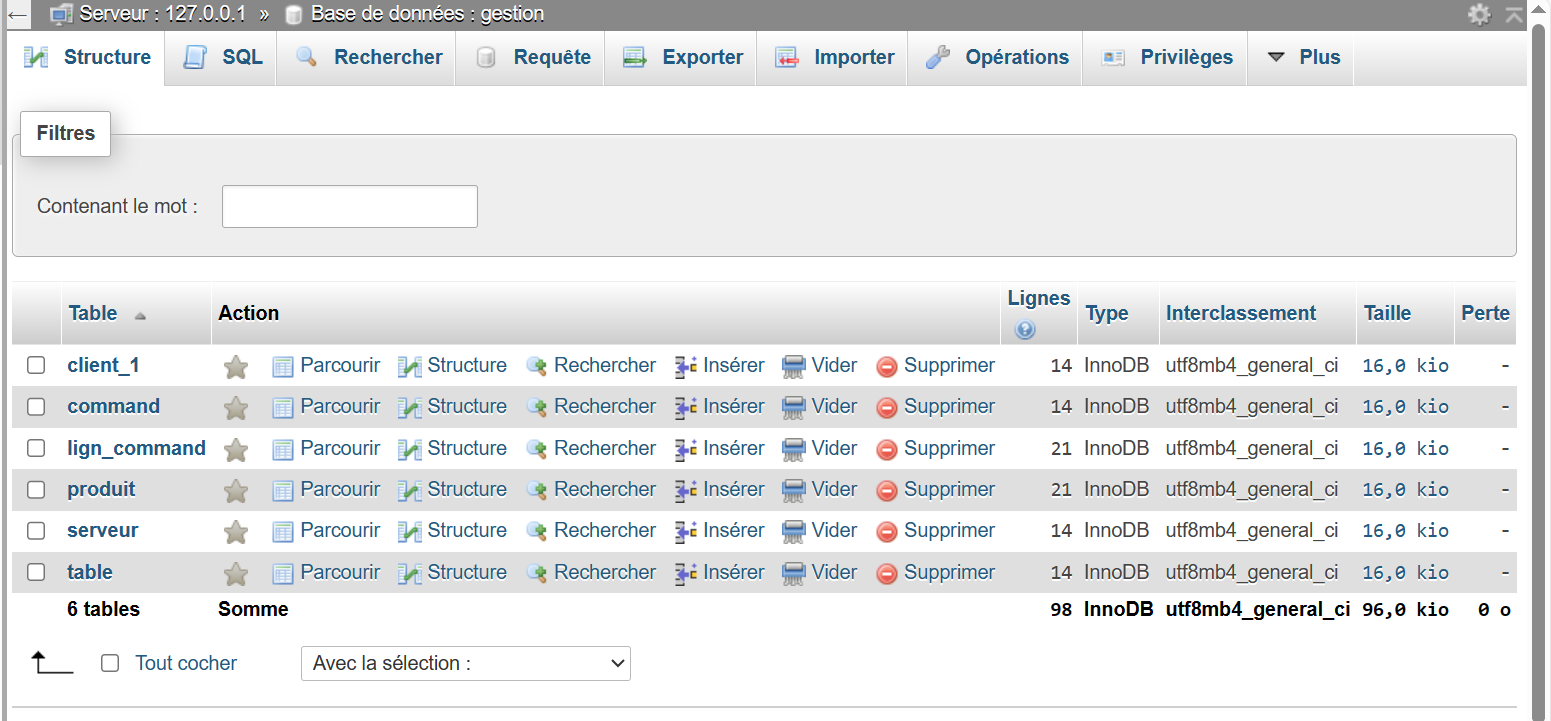 Serveur : 127.0.0.1 » Base de données : gestion
Structure SQL Rechercher Requête Exporter Importer Opérations Privilèges Plus
Filtres
Contenant le mot :
Table Action Lignes Type Interclassement Taille Perte
client_1 Parcourir Structure Rechercher Insérer Vider Supprimer 14 InnoDB utf8mb4_general_ci 16,0 kio -
command Parcourir Structure Rechercher Insérer Vider Supprimer 14 InnoDB utf8mb4_general_ci 16,0 kio -
lign_command Parcourir Structure Rechercher Insérer Vider Supprimer 21 InnoDB utf8mb4_general_ci 16,0 kio -
produit Parcourir Structure Rechercher Insérer Vider Supprimer 21 InnoDB utf8mb4_general_ci 16,0 kio -
serveur Parcourir Structure Rechercher Insérer Vider Supprimer 14 InnoDB utf8mb4_general_ci 16,0 kio -
table Parcourir Structure Rechercher Insérer Vider Supprimer 14 InnoDB utf8mb4_general_ci 16,0 kio -
6 tables Somme 98 InnoDB utf8mb4_general_ci 96,0 kio 0 o
Tout cocher Avec la sélection :